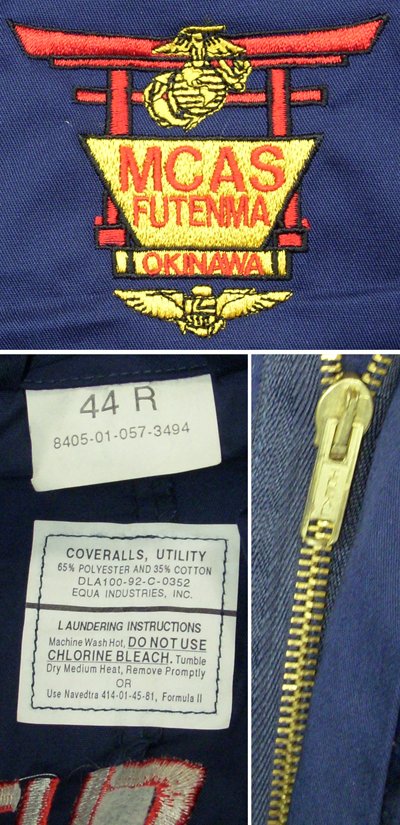 MCAS
FUTENMA
OKINAWA
44 R
8405-01-057-3494
COVERALLS, UTILITY
65% POLYESTER AND 35% COTTON
DLA100-92-C-0352
EQUA INDUSTRIES, INC.
LAUNDERING INSTRUCTIONS
Machine Wash Hot, DO NOT USE
CHLORINE BLEACH. Tumble
Dry Medium Heat, Remove Promptly
OR
Use Navedtra 414-01-45-81, Formula II